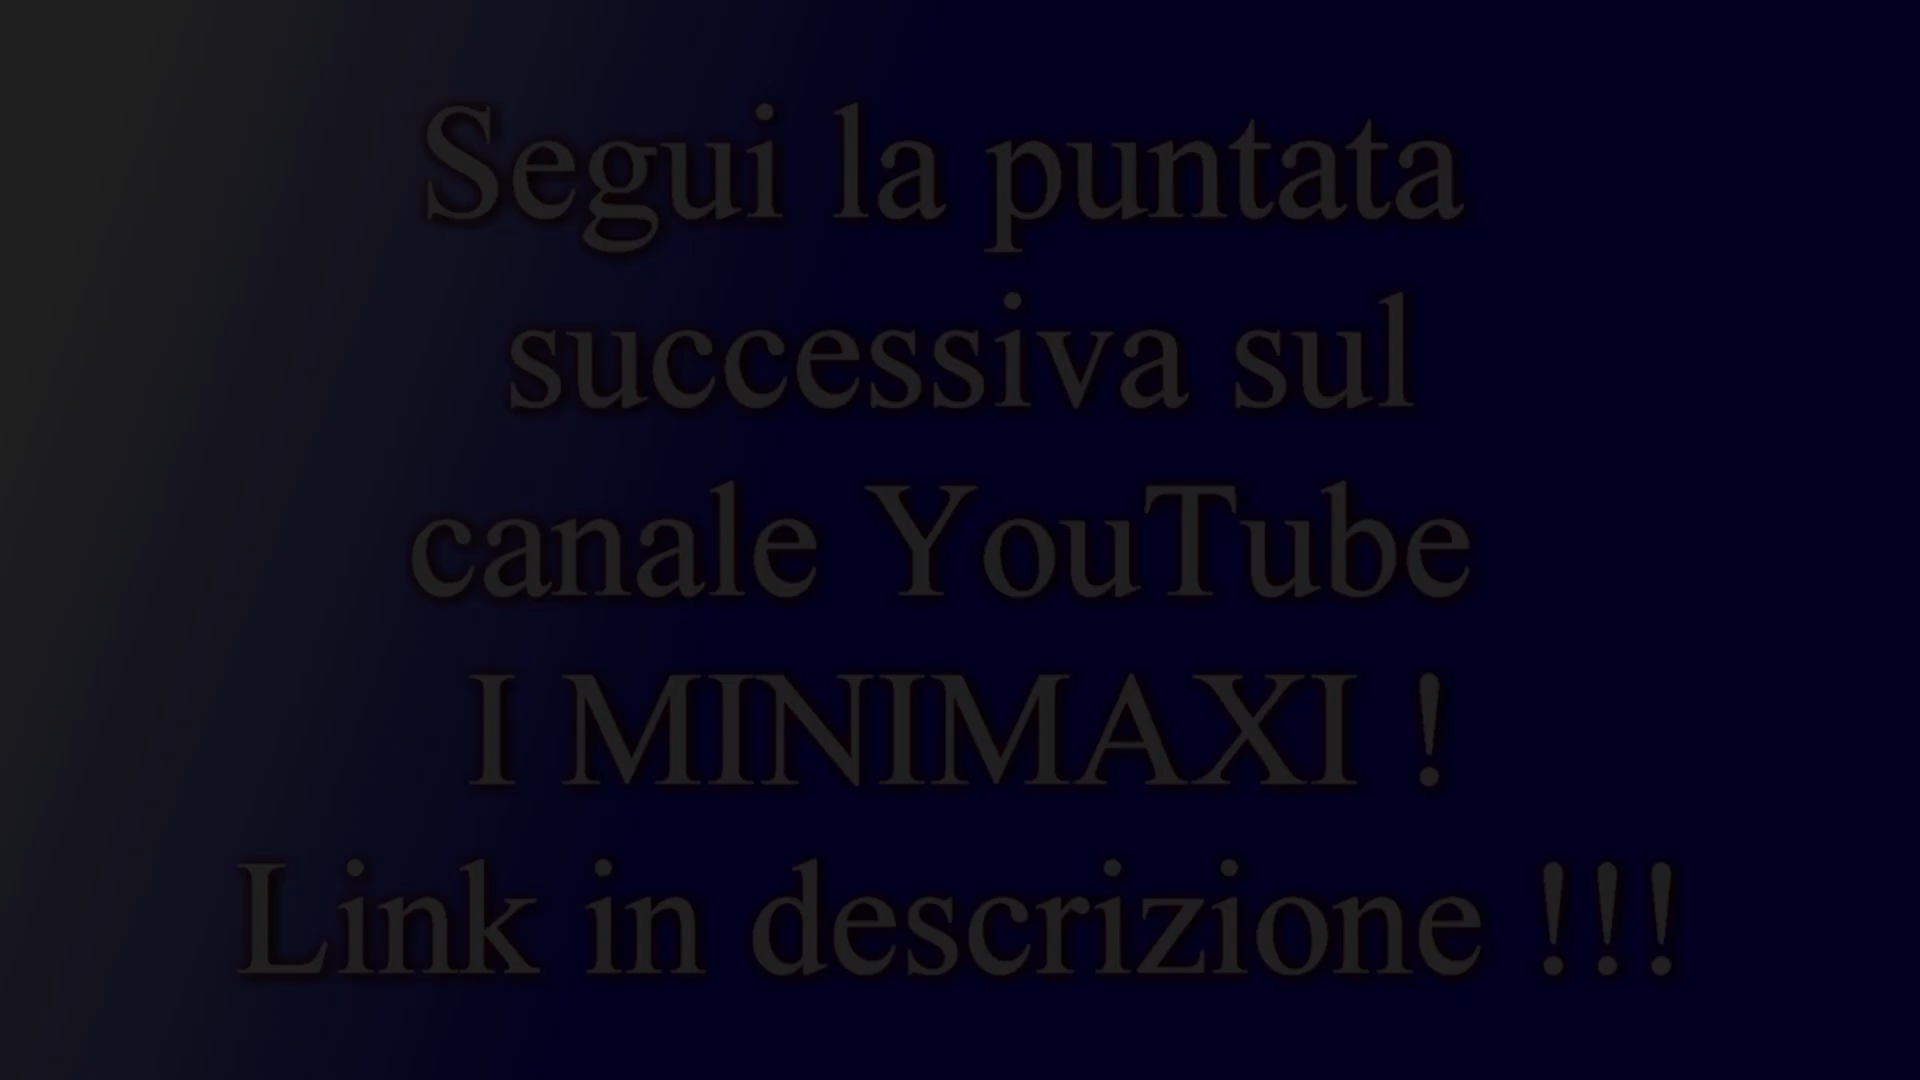 Segui la puntata
successiva sul
canale YouTube
I MINIMAXI !
Link in descrizione !!!